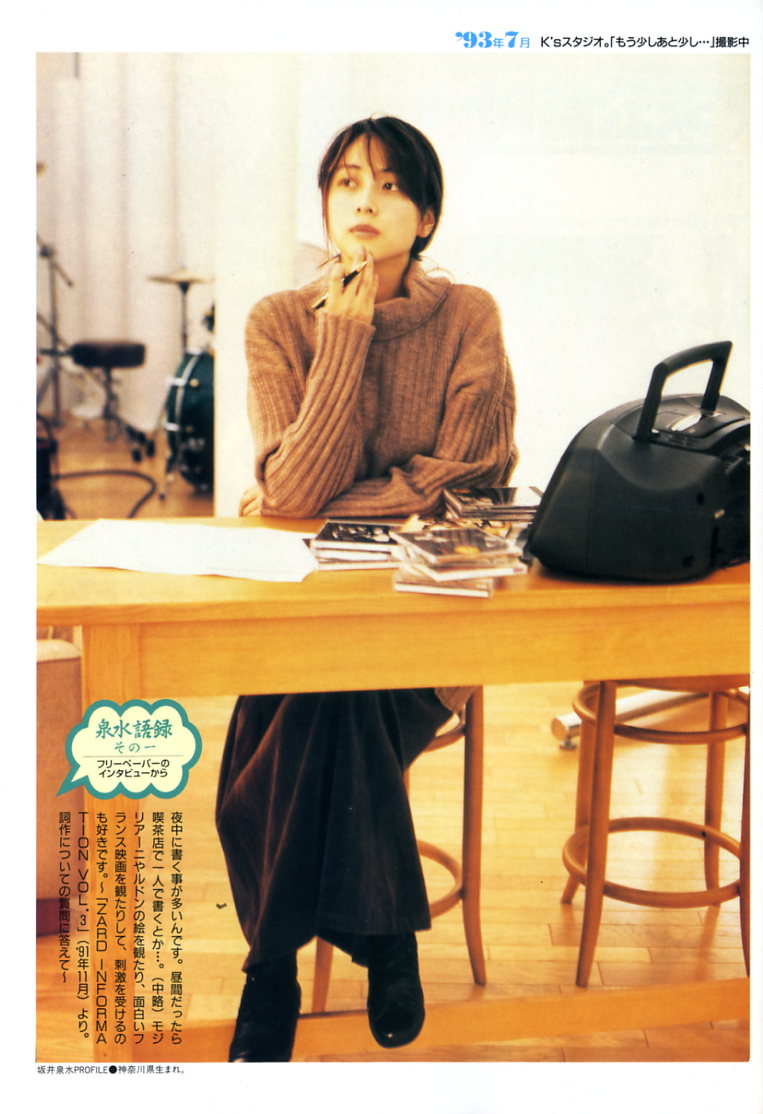 '93年7月 K'sスタジオ。「もう少しあと少し…」撮影中
泉水語録
その一
フリーペーパーの
インタビューから
夜中に書く事が多いんです。昼間だったら
喫茶店で一人で書くとか…。（中略）モジ
リアーニやルドンの絵を観たり、面白いフ
ランス映画を観たりして、刺激を受けるの
も好きです。〜「ZARD INFORMA
TION VOL.3」（'91年11月）より。
詞作についての質問に答えて〜
坂井泉水PROFILE●神奈川県生まれ。